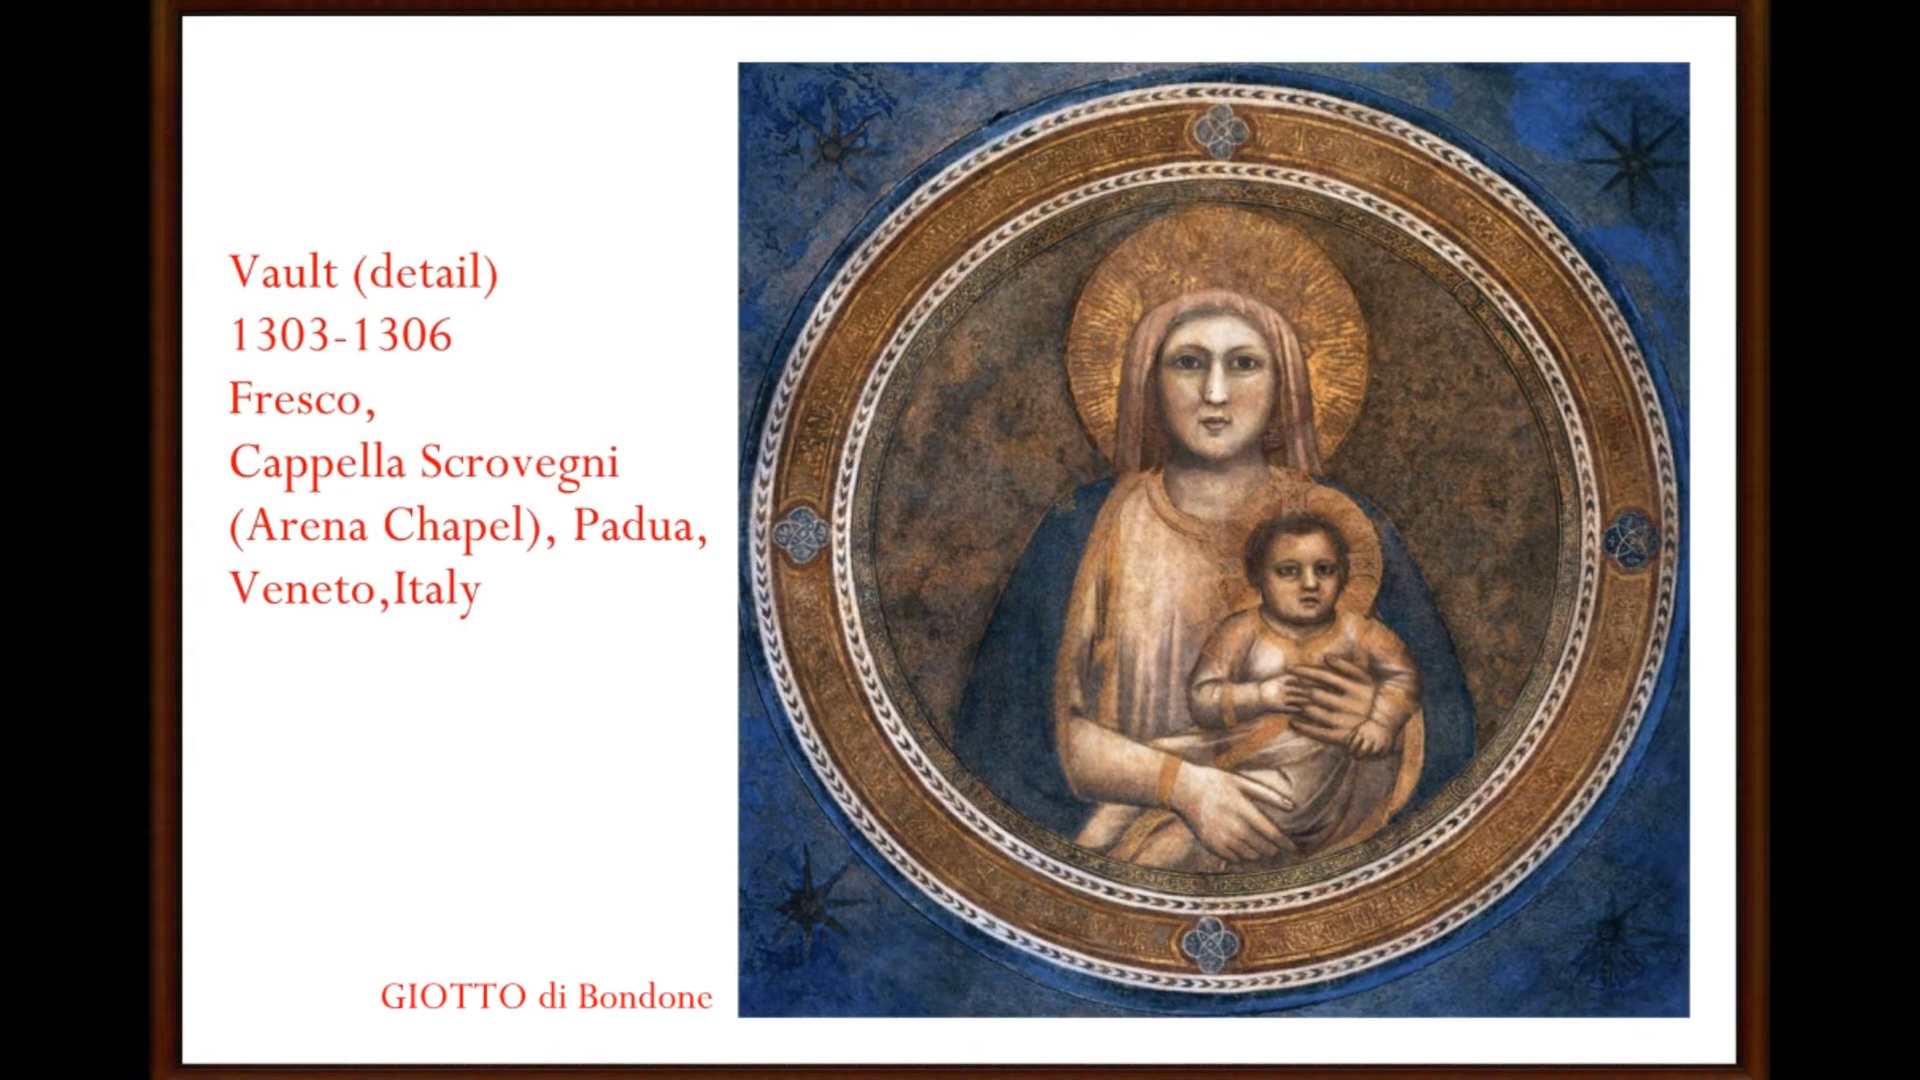 Vault (detail)
1303-1306
Fresco,
Cappella Scrovegni
(Arena Chapel), Padua,
Veneto,Italy
GIOTTO di Bondone